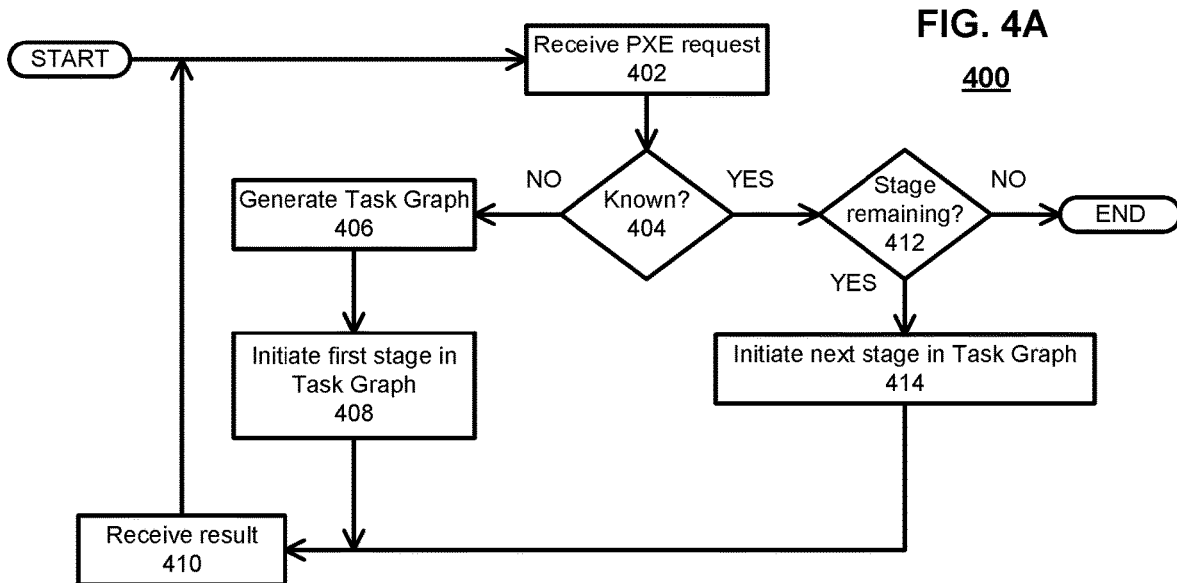 FIG. 4A
400
START
Receive PXE request
402
NO
YES
Known?
404
Generate Task Graph
406
Stage
remaining?
412
NO
END
YES
Initiate first stage in
Task Graph
408
Initiate next stage in Task Graph
414
Receive result
410